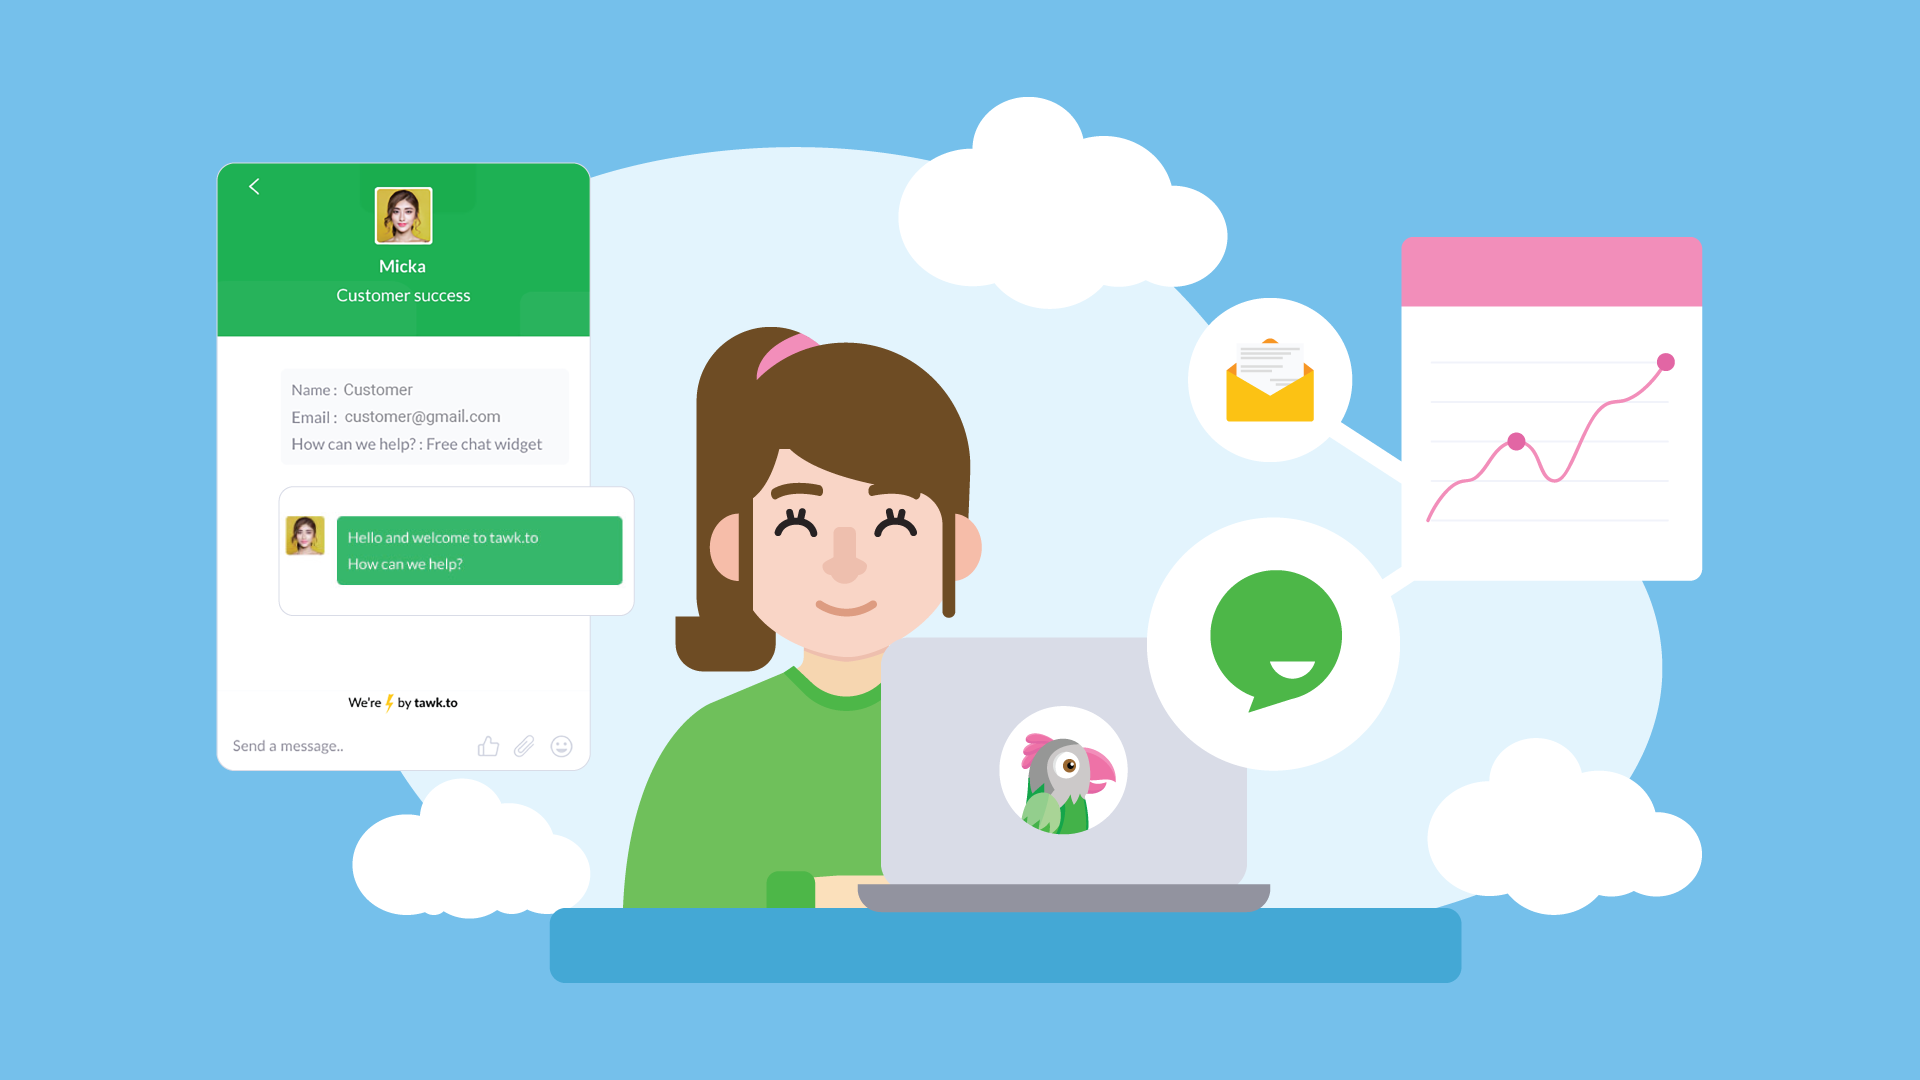 Micka
Customer success
Name : Customer
Email : customer@gmail.com
How can we help? : Free chat widget
Hello and welcome to tawk.to
How can we help?
We're by tawk.to
Send a message..